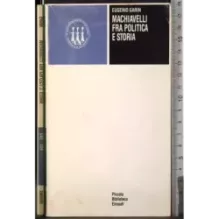 EUGENIO GARIN
MACHIAVELLI
FRA POLITICA
E STORIA
Piccola
Biblioteca
Einaudi